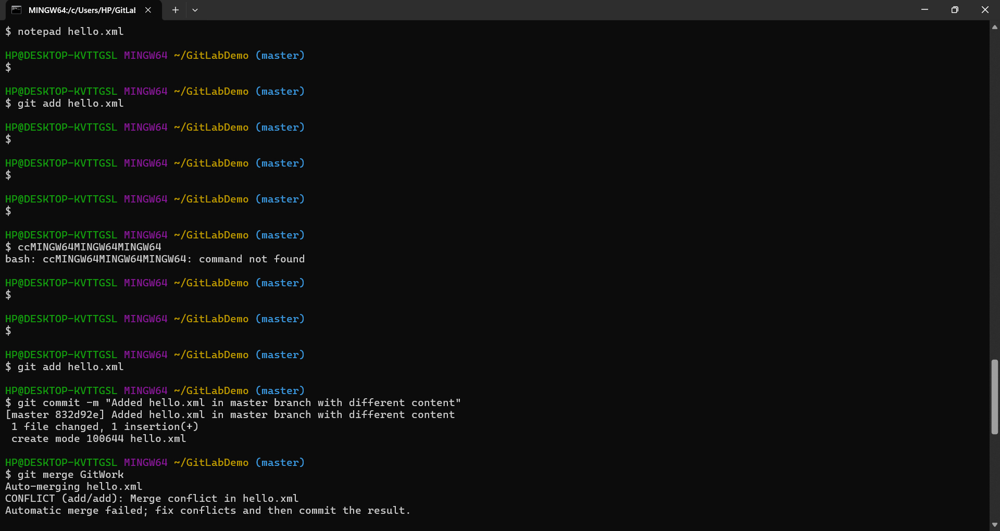 MINGW64:/c/Users/HP/GitLal
$ notepad hello.xml
HP@DESKTOP-KVTTGSL MINGW64 ~/GitLabDemo (master)
$
HP@DESKTOP-KVTTGSL MINGW64 ~/GitLabDemo (master)
$ git add hello.xml
HP@DESKTOP-KVTTGSL MINGW64 ~/GitLabDemo (master)
$
HP@DESKTOP-KVTTGSL MINGW64 ~/GitLabDemo (master)
$
HP@DESKTOP-KVTTGSL MINGW64 ~/GitLabDemo (master)
$
HP@DESKTOP-KVTTGSL MINGW64 ~/GitLabDemo (master)
$ ccMINGW64MINGW64MINGW64
bash: ccMINGW64MINGW64MINGW64: command not found
HP@DESKTOP-KVTTGSL MINGW64 ~/GitLabDemo (master)
$
HP@DESKTOP-KVTTGSL MINGW64 ~/GitLabDemo (master)
$
HP@DESKTOP-KVTTGSL MINGW64 ~/GitLabDemo (master)
$ git add hello.xml
HP@DESKTOP-KVTTGSL MINGW64 ~/GitLabDemo (master)
$ git commit -m "Added hello.xml in master branch with different content"
[master 832d92e] Added hello.xml in master branch with different content
1 file changed, 1 insertion(+)
create mode 100644 hello.xml
HP@DESKTOP-KVTTGSL MINGW64 ~/GitLabDemo (master)
$ git merge GitWork
Auto-merging hello.xml
CONFLICT (add/add): Merge conflict in hello.xml
Automatic merge failed; fix conflicts and then commit the result.